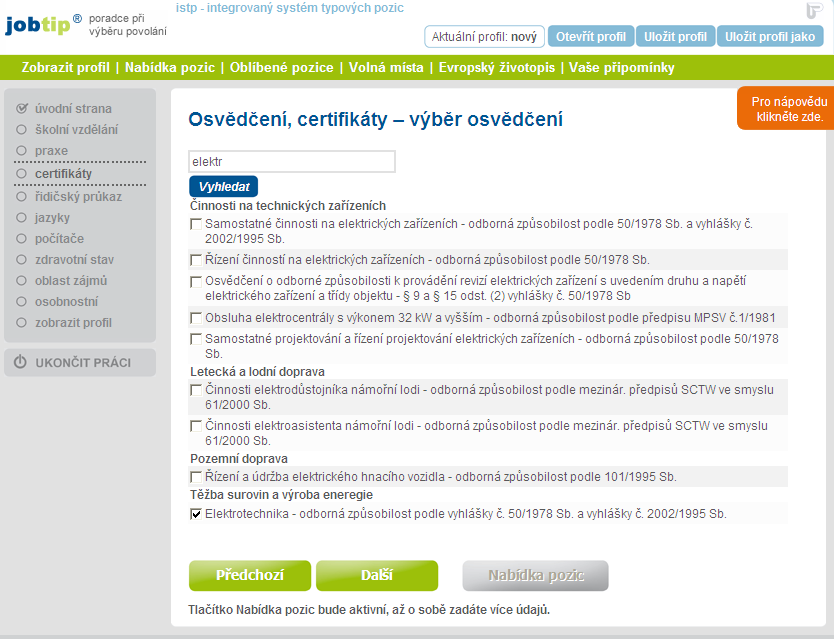 istp - integrovaný systém typových pozic
jobtip® poradce při
výběru povolání
Aktuální profil: nový Otevřít profil Uložit profil Uložit profil jako
Zobrazit profil | Nabídka pozic | Oblíbené pozice | Volná místa | Evropský životopis | Vaše připomínky
úvodní strana
školní vzdělání
praxe
certifikáty
řidičský průkaz
jazyky
počítače
zdravotní stav
oblast zájmů
osobnostní
zobrazit profil
UKONČIT PRÁCI
Pro nápovědu
klikněte zde.
Osvědčení, certifikáty – výběr osvědčení
elektr
Vyhledat
Činnosti na technických zařízeních
Samostatné činnosti na elektrických zařízeních - odborná způsobilost podle 50/1978 Sb. a vyhlášky č.
2002/1995 Sb.
Řízení činností na elektrických zařízeních - odborná způsobilost podle 50/1978 Sb.
Osvědčení o odborné způsobilosti k provádění revizí elektrických zařízení s uvedením druhu a napětí
elektrického zařízení a třídy objektu - § 9 a § 15 odst. (2) vyhlášky č. 50/1978 Sb
Obsluha elektrocentrály s výkonem 32 kW a vyšším - odborná způsobilost podle předpisu MPSV č.1/1981
Samostatné projektování a řízení projektování elektrických zařízení - odborná způsobilost podle 50/1978
Sb.
Letecká a lodní doprava
Činnosti elektrodůstojníka námořní lodi - odborná způsobilost podle mezinár. předpisů SCTW ve smyslu
61/2000 Sb.
Činnosti elektroasistenta námořní lodi - odborná způsobilost podle mezinár. předpisů SCTW ve smyslu
61/2000 Sb.
Pozemní doprava
Řízení a údržba elektrického hnacího vozidla - odborná způsobilost podle 101/1995 Sb.
Těžba surovin a výroba eneregie
Elektrotechnika - odborná způsobilost podle vyhlášky č. 50/1978 Sb. a vyhlášky č. 2002/1995 Sb.
Předchozí Další Nabídka pozic
Tlačítko Nabídka pozic bude aktivní, až o sobě zadáte více údajů.